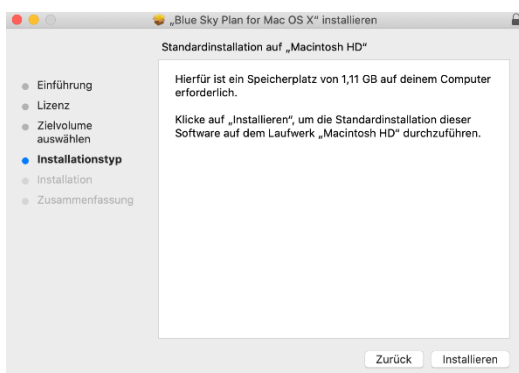 „Blue Sky Plan for Mac OS X“ installieren
Standardinstallation auf „Macintosh HD“
Einführung
Lizenz
Zielvolume
auswählen
Installationstyp
Installation
Zusammenfassung
Hierfür ist ein Speicherplatz von 1,11 GB auf deinem Computer
erforderlich.
Klicke auf „Installieren“, um die Standardinstallation dieser
Software auf dem Laufwerk „Macintosh HD“ durchzuführen.
Zurück
Installieren